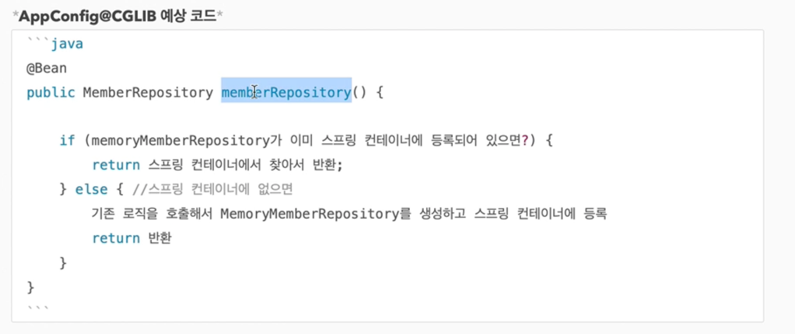 *AppConfig@CGLIB 예상 코드*
```java
@Bean
public MemberRepository memberRepository() {
if (memoryMemberRepository가 이미 스프링 컨테이너에 등록되어 있으면?) {
return 스프링 컨테이너에서 찾아서 반환;
} else { //스프링 컨테이너에 없으면
기존 로직을 호출해서 MemoryMemberRepository를 생성하고 스프링 컨테이너에 등록
return 반환
}
}
```